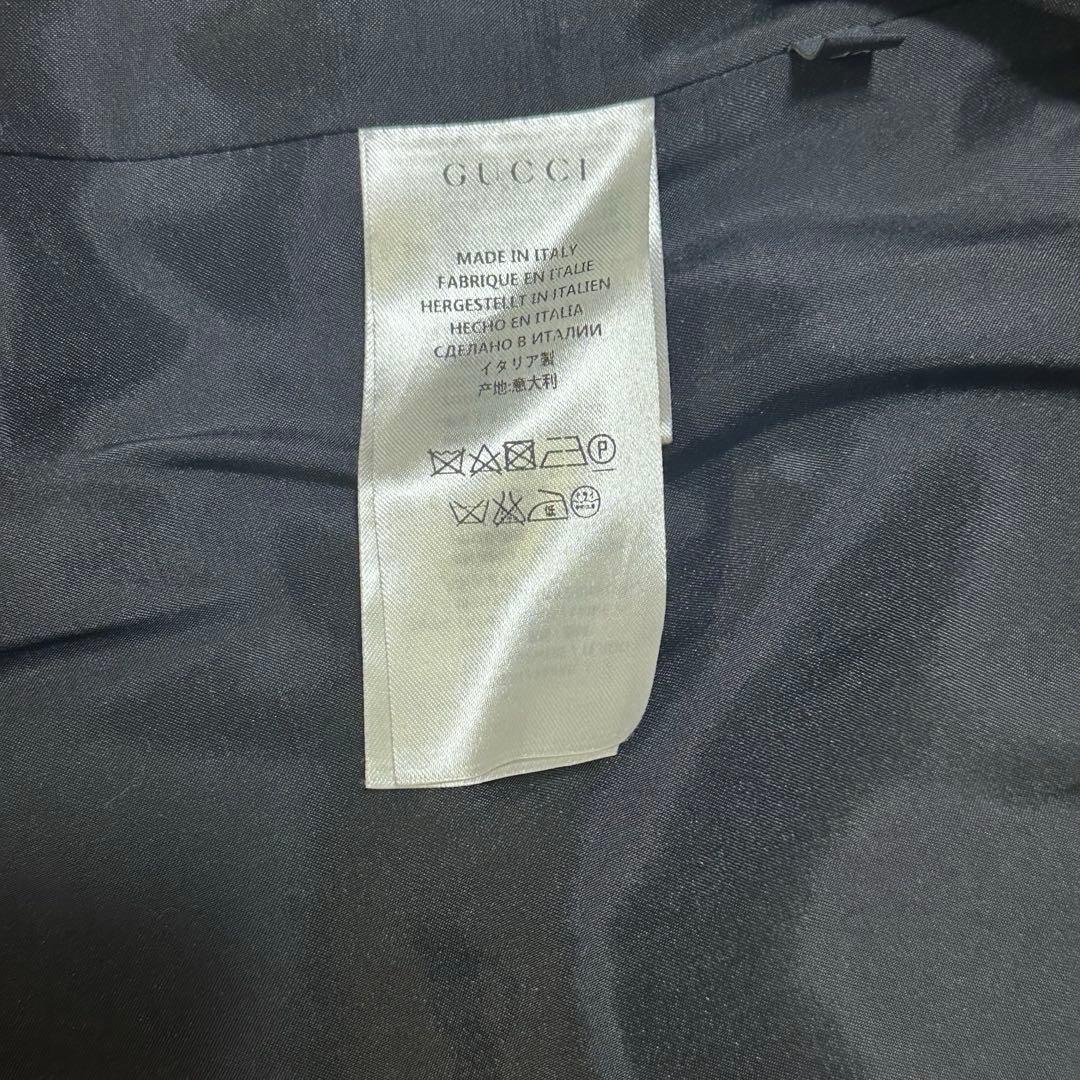 GUCCI
MADE IN ITALY
FABRIQUE EN ITALIE
HERGESTELLT IN ITALIEN
HECHO EN ITALIA
СДЕЛАНО В ИТАЛИИ
イタリア製
产地:意大利
P
低